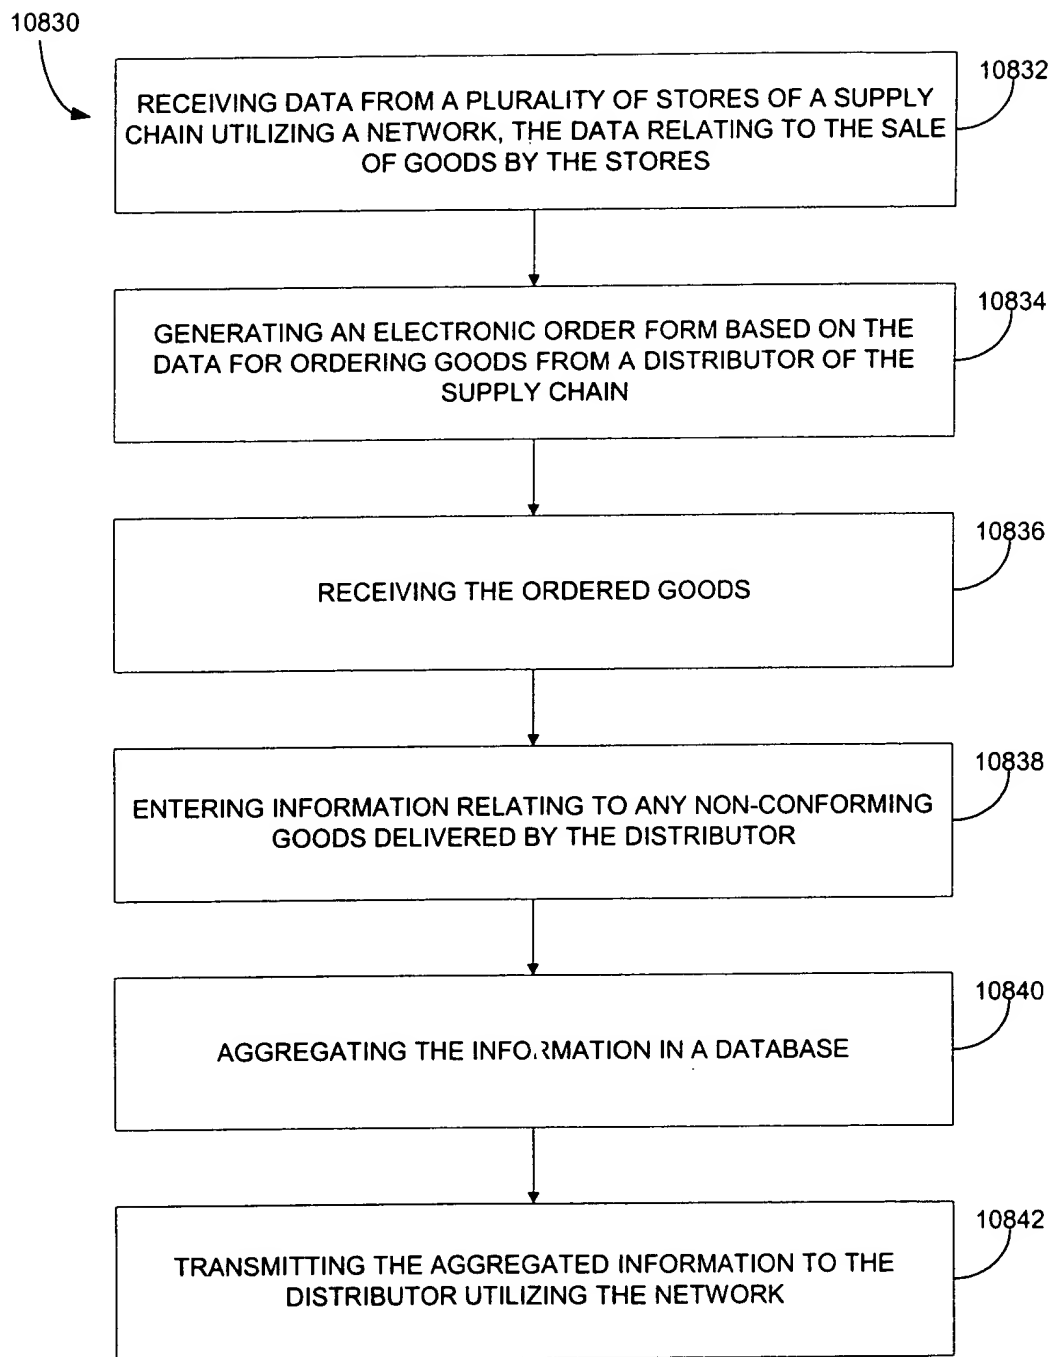 10830
10832
RECEIVING DATA FROM A PLURALITY OF STORES OF A SUPPLY
CHAIN UTILIZING A NETWORK, THE DATA RELATING TO THE SALE
OF GOODS BY THE STORES
10834
GENERATING AN ELECTRONIC ORDER FORM BASED ON THE
DATA FOR ORDERING GOODS FROM A DISTRIBUTOR OF THE
SUPPLY CHAIN
10836
RECEIVING THE ORDERED GOODS
10838
ENTERING INFORMATION RELATING TO ANY NON-CONFORMING
GOODS DELIVERED BY THE DISTRIBUTOR
10840
AGGREGATING THE INFORMATION IN A DATABASE
10842
TRANSMITTING THE AGGREGATED INFORMATION TO THE
DISTRIBUTOR UTILIZING THE NETWORK